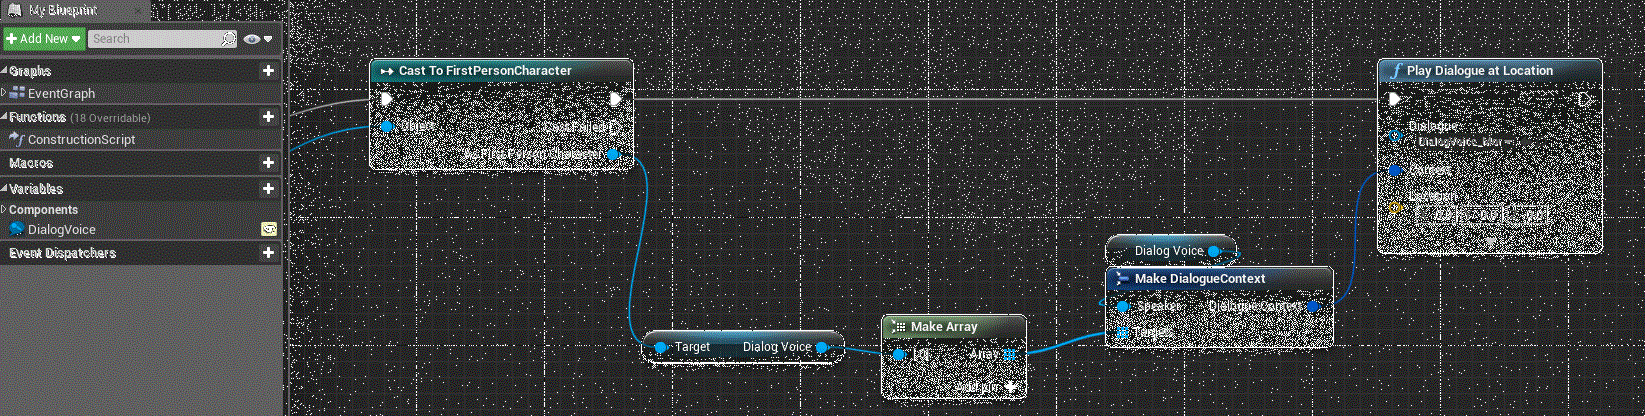 My Blueprint
Add New
Search
Graphs
EventGraph
Functions (18 Overridable)
ConstructionScript
Macros
Variables
Components
DialogVoice
Event Dispatchers
Cast To FirstPersonCharacter
Object
Cast Failed
As First Person Character
Target Dialog Voice
Make Array
[0] Array
Add pin
Dialog Voice
Make DialogueContext
Speaker Dialogue Context
Targets
Play Dialogue at Location
Dialogue
Context
Location